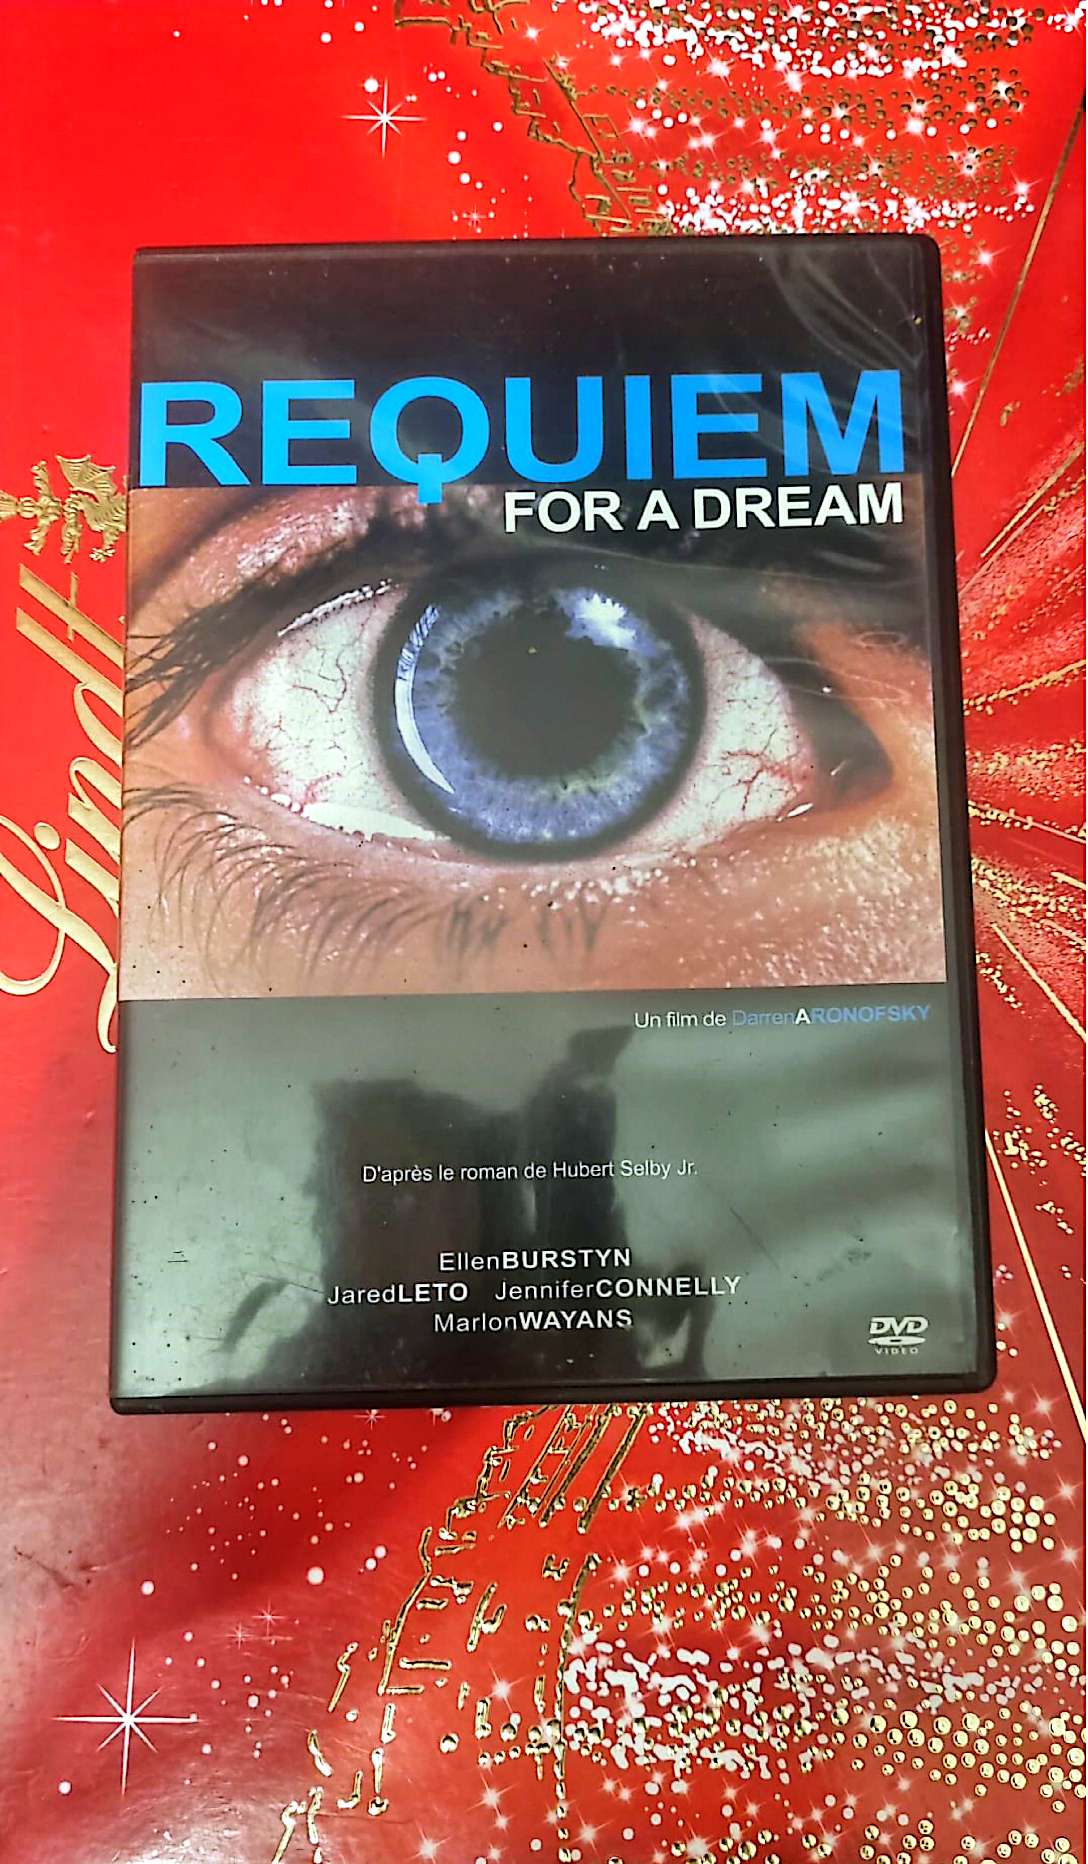 REQUIEM
FOR A DREAM
Lindt
Un film de DarrenARONOFSKY
D'après le roman de Hubert Selby Jr.
EllenBURSTYN
JaredLETO JenniferCONNELLY
MarlonWAYANS
DVD
VIDEO